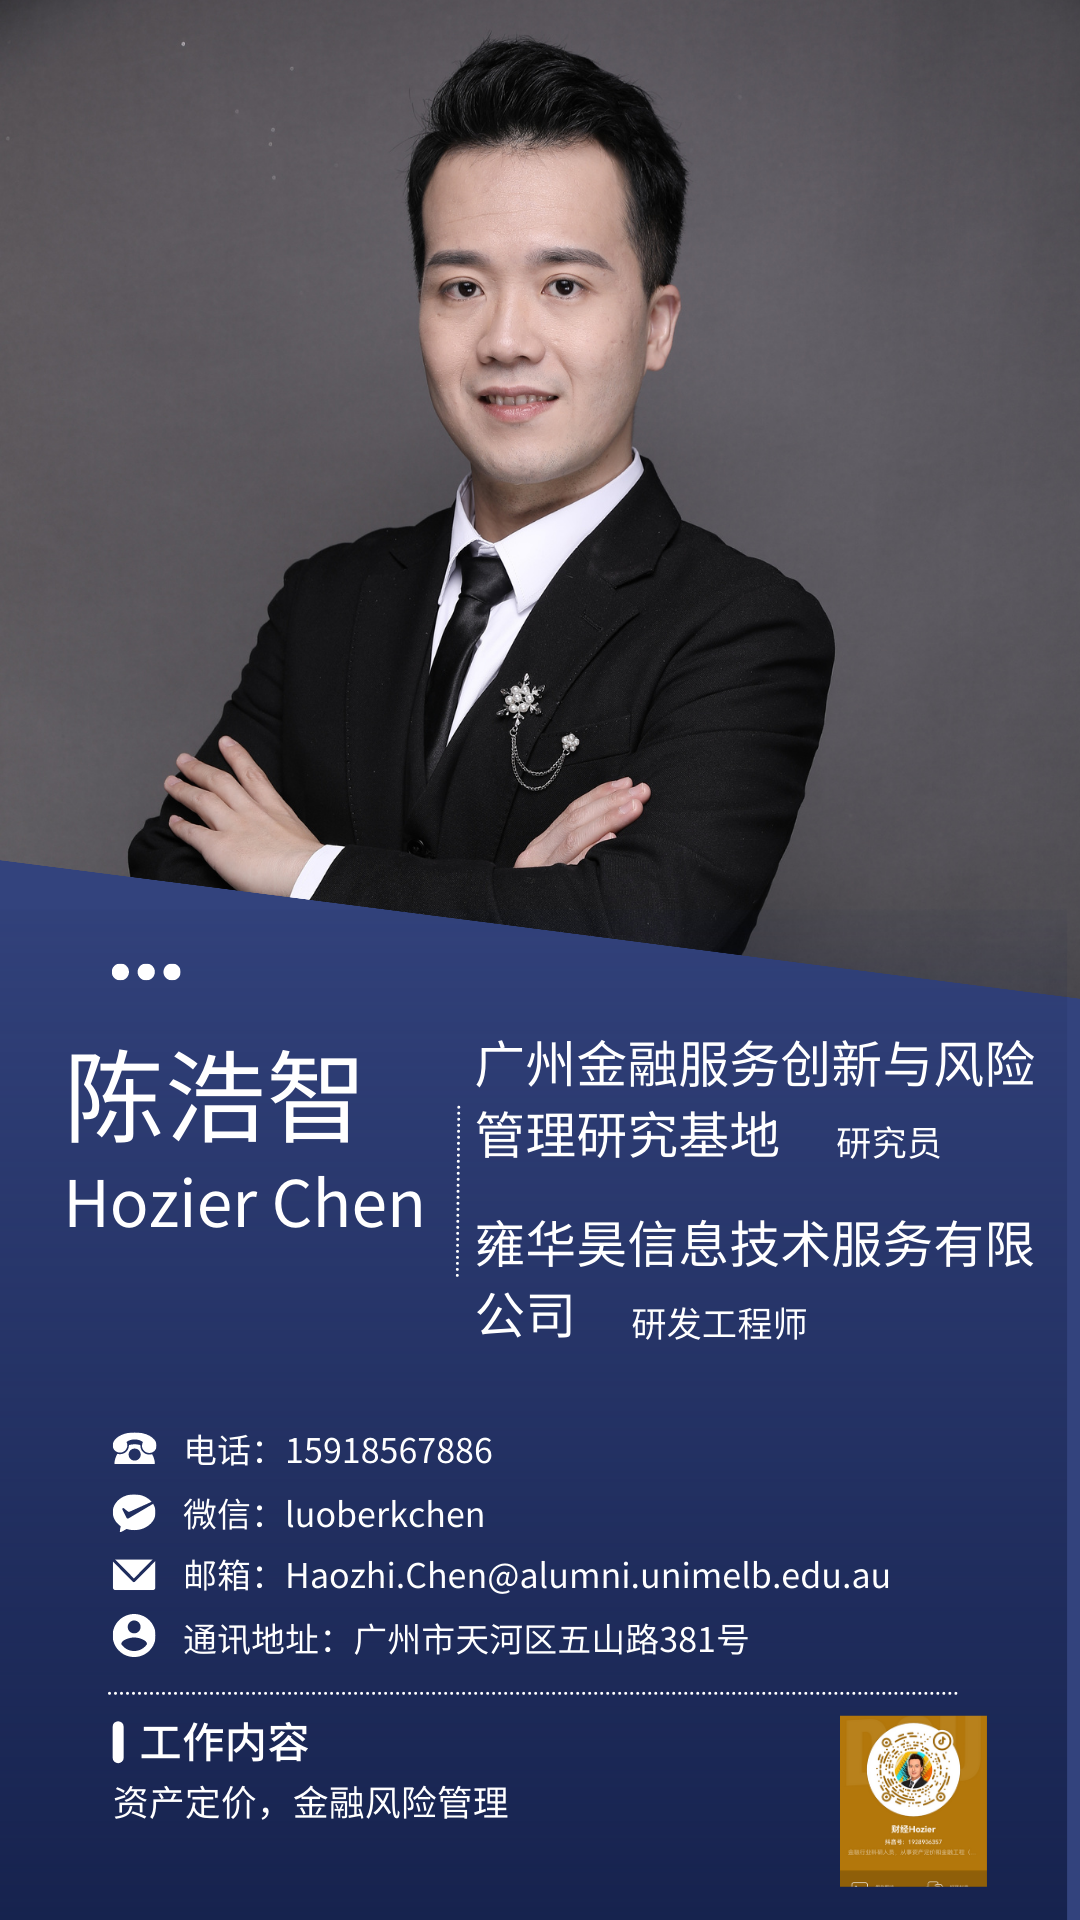 陈浩智
Hozier Chen
广州金融服务创新与风险
管理研究基地 研究员
雍华昊信息技术服务有限
公司 研发工程师
电话：15918567886
微信：luoberkchen
邮箱：Haozhi.Chen@alumni.unimelb.edu.au
通讯地址：广州市天河区五山路381号
工作内容
资产定价，金融风险管理
财经Hozier